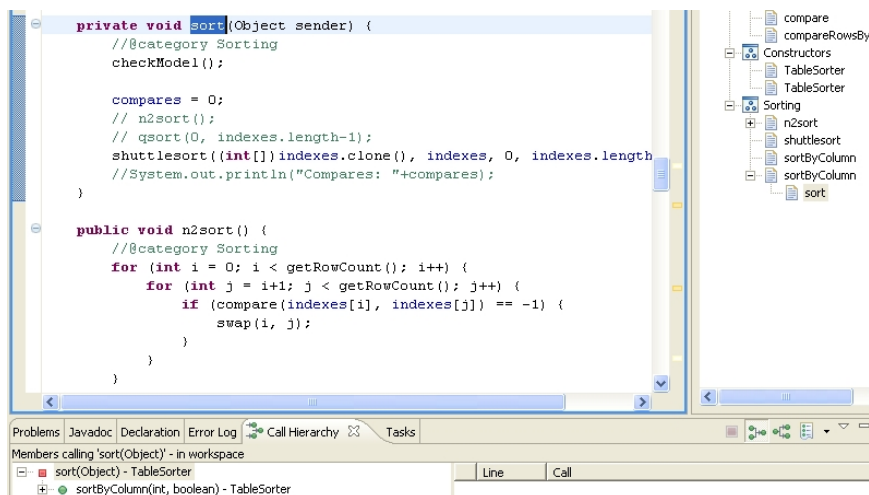 private void sort(Object sender) {
//@category Sorting
checkModel();
compares = 0;
// n2sort();
// qsort(0, indexes.length-1);
shuttlesort((int[])indexes.clone(), indexes, 0, indexes.length
//System.out.println("Compares: "+compares);
}
public void n2sort() {
//@category Sorting
for (int i = 0; i < getRowCount(); i++) {
for (int j = i+1; j < getRowCount(); j++) {
if (compare(indexes[i], indexes[j]) == -1) {
swap(i, j);
}
}
}
compare
compareRowsBy
Constructors
TableSorter
TableSorter
Sorting
n2sort
shuttlesort
sortByColumn
sortByColumn
sort
Problems Javadoc Declaration Error Log Call Hierarchy Tasks
Members calling 'sort(Object)' - in workspace
sort(Object) - TableSorter
sortByColumn(int, boolean) - TableSorter
Line Call